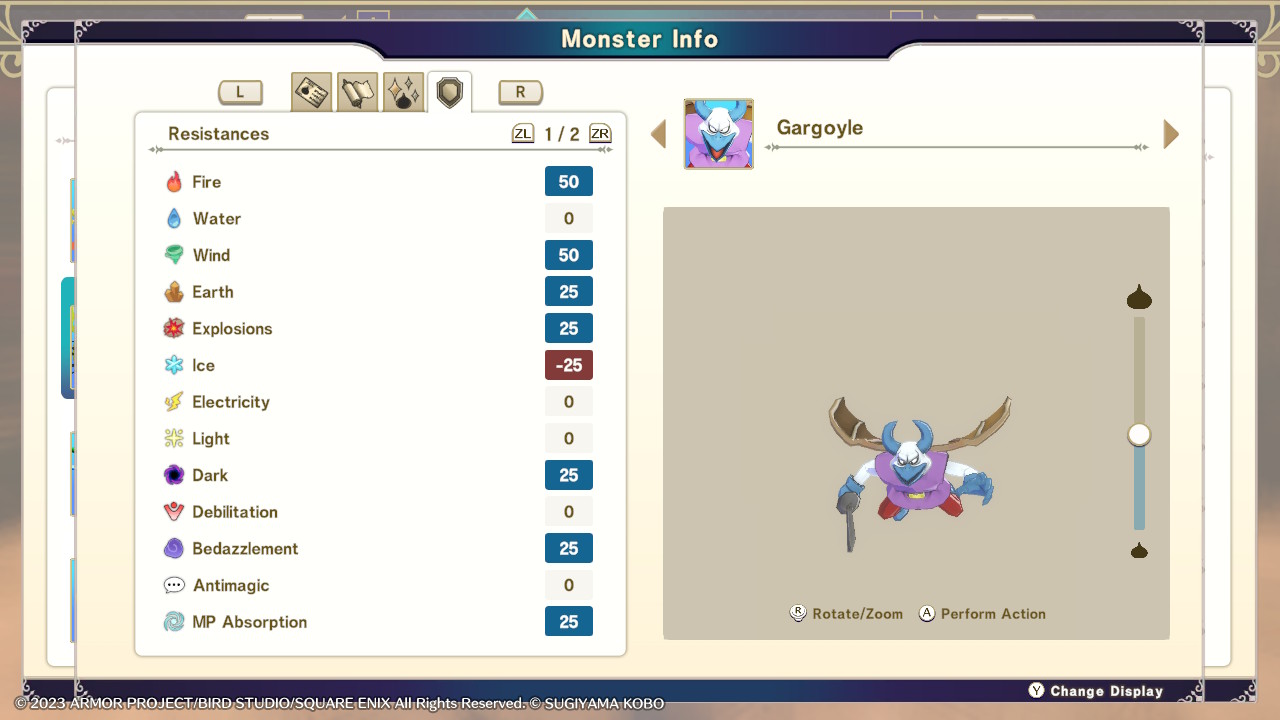 Monster Info
L
R
Resistances
ZL 1 / 2 ZR
Gargoyle
Fire 50
Water 0
Wind 50
Earth 25
Explosions 25
Ice -25
Electricity 0
Light 0
Dark 25
Debilitation 0
Bedazzlement 25
Antimagic 0
MP Absorption 25
R Rotate/Zoom A Perform Action
Y Change Display
© 2023 ARMOR PROJECT/BIRD STUDIO/SQUARE ENIX All Rights Reserved. © SUGIYAMA KOBO